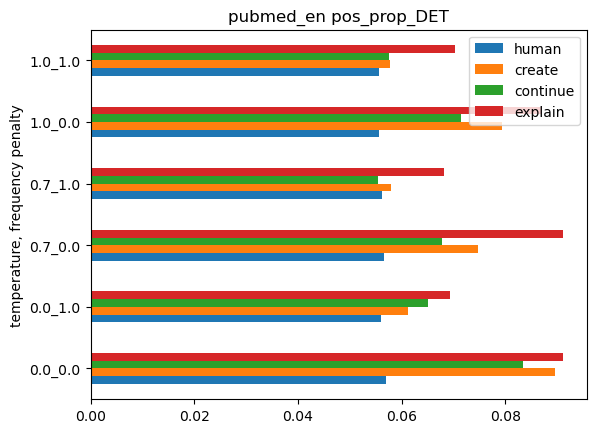 pubmed_en pos_prop_DET
human
create
continue
explain
temperature, frequency penalty
1.0_1.0
1.0_0.0
0.7_1.0
0.7_0.0
0.0_1.0
0.0_0.0
0.00 0.02 0.04 0.06 0.08